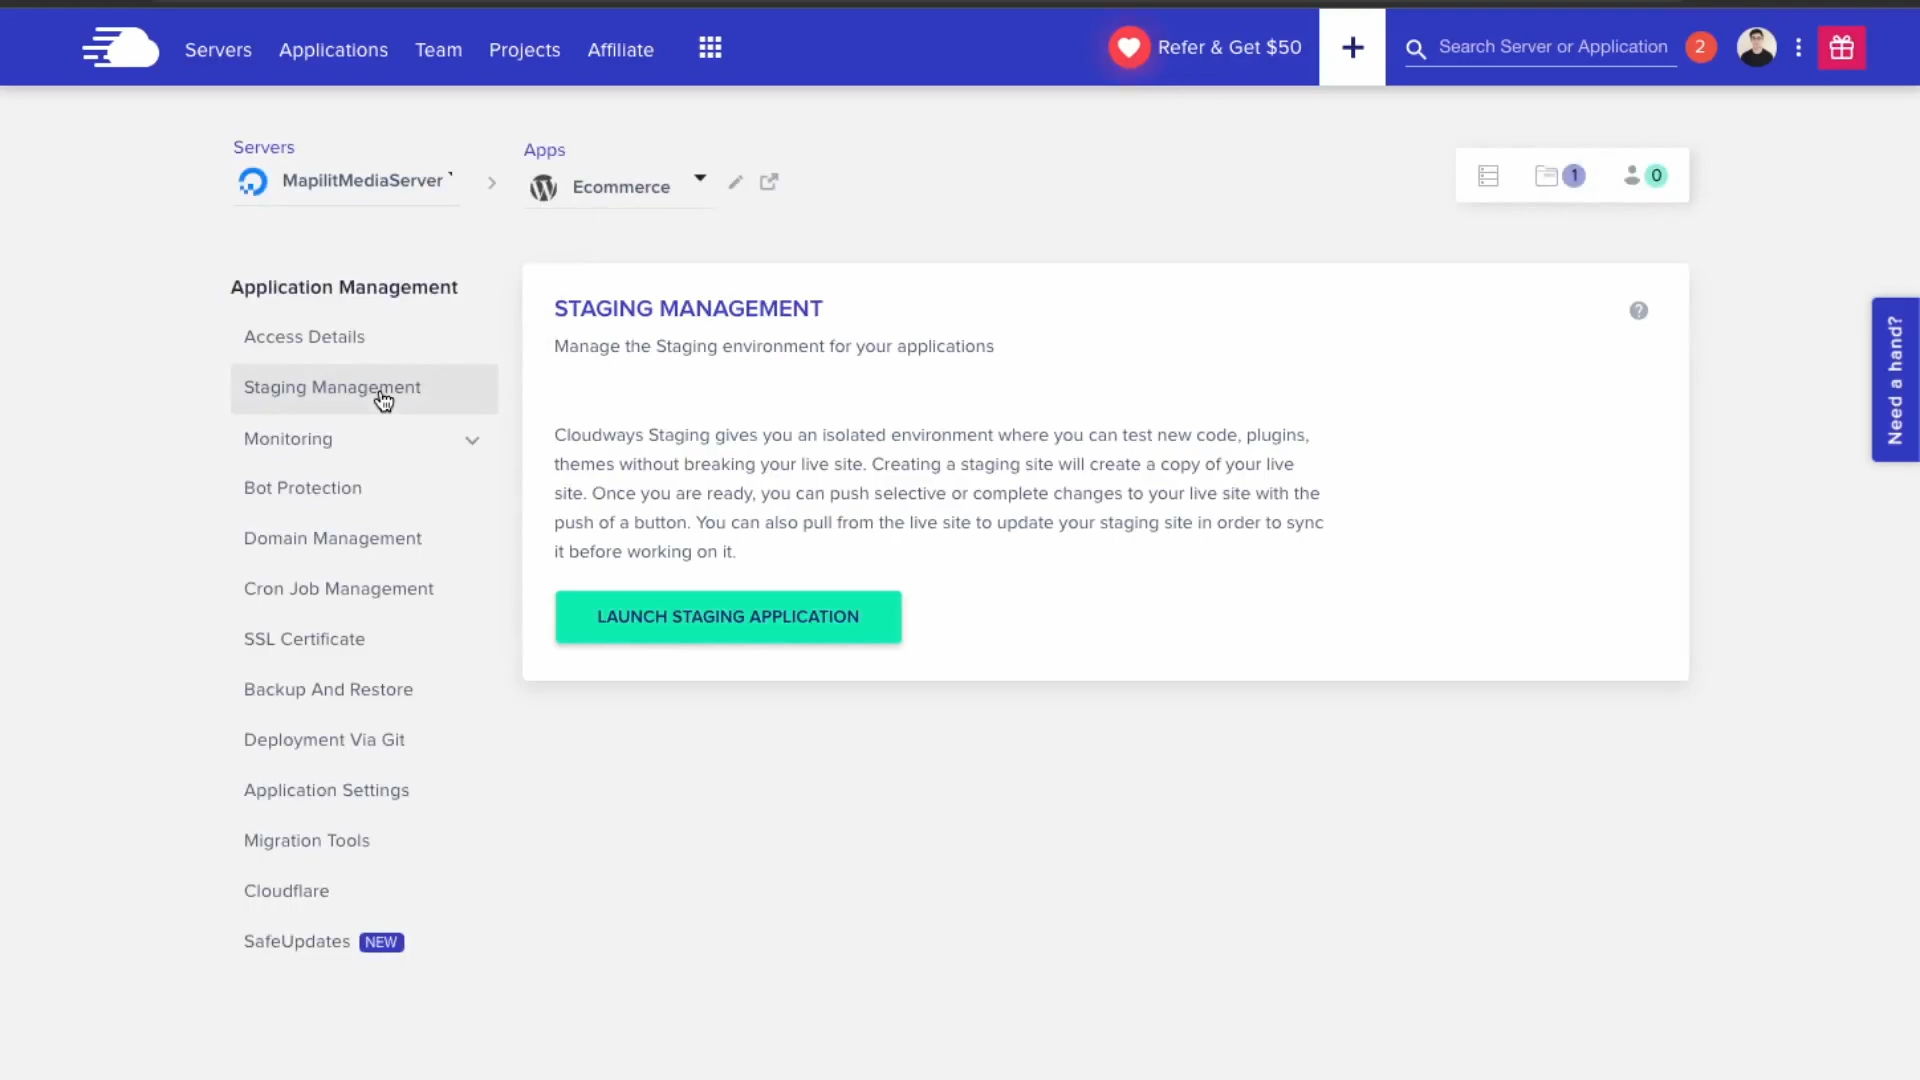 Servers
Applications
Team
Projects
Affiliate
Refer & Get $50
+
Search Server or Application
2
Servers
MapilitMediaServer
Apps
Ecommerce
1
0
Application Management
Access Details
Staging Management
Monitoring
Bot Protection
Domain Management
Cron Job Management
SSL Certificate
Backup And Restore
Deployment Via Git
Application Settings
Migration Tools
Cloudflare
SafeUpdates NEW
STAGING MANAGEMENT
?
Manage the Staging environment for your applications
Cloudways Staging gives you an isolated environment where you can test new code, plugins,
themes without breaking your live site. Creating a staging site will create a copy of your live
site. Once you are ready, you can push selective or complete changes to your live site with the
push of a button. You can also pull from the live site to update your staging site in order to sync
it before working on it.
LAUNCH STAGING APPLICATION
Need a hand?